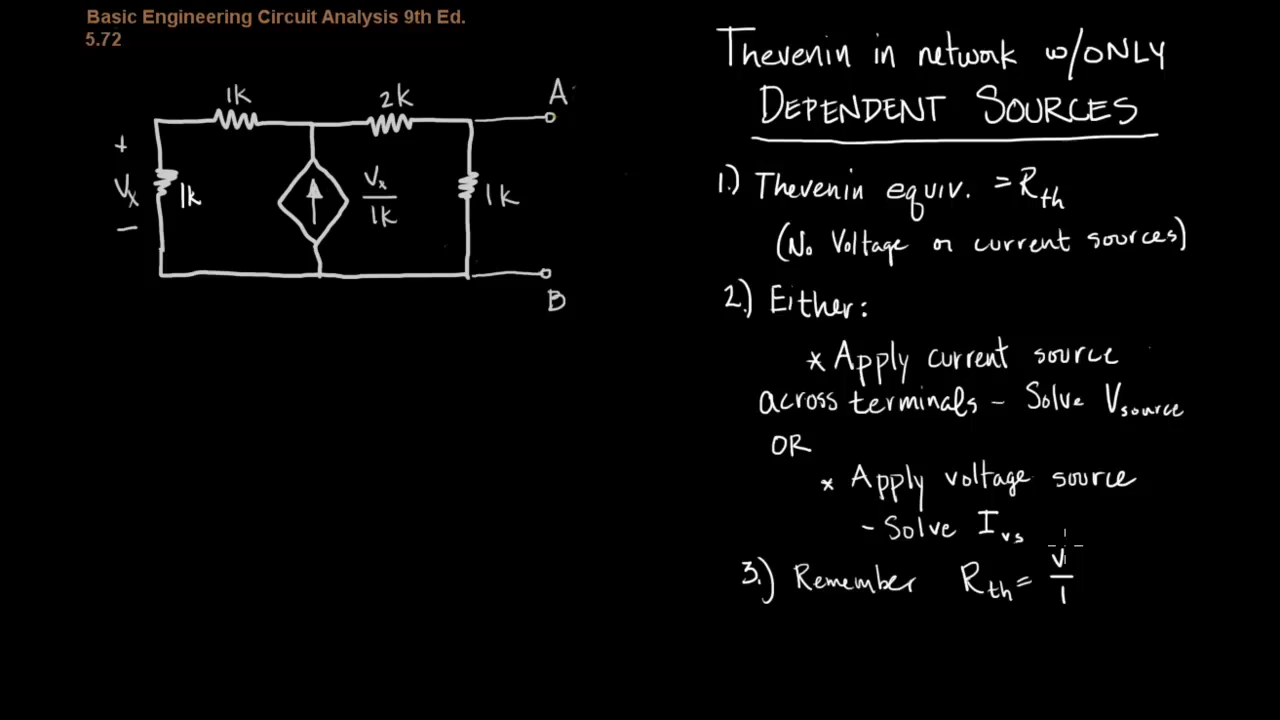 Basic Engineering Circuit Analysis 9th Ed.
5.72
1k
2k
A
+
Vx
-
1k
Vx
1k
1k
B
Thevenin in network w/ONLY
DEPENDENT SOURCES
1.) Thevenin equiv. = Rth
(No Voltage or current sources)
2.) Either:
* Apply current source
across terminals - Solve Vsource
OR
* Apply voltage source
- Solve Ivs
3.) Remember Rth = V
1